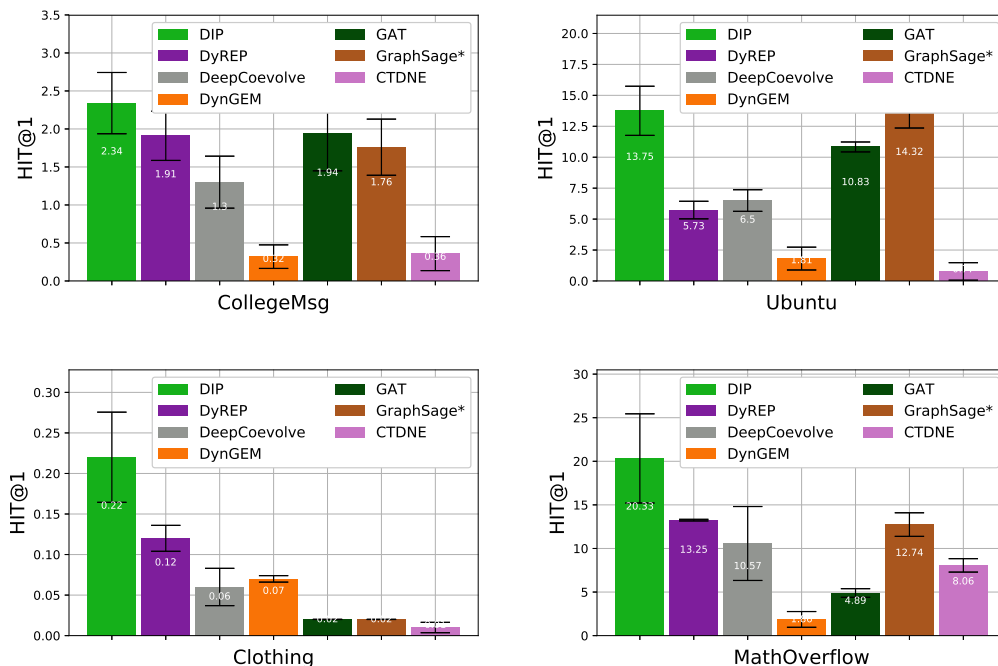 3.5
3.0
2.5
2.0
1.5
1.0
0.5
0.0
HIT@1
DIP
DyREP
DeepCoevolve
DynGEM
GAT
GraphSage*
CTDNE
2.34
1.91
1.3
0.32
1.94
1.76
0.36
CollegeMsg
20.0
17.5
15.0
12.5
10.0
7.5
5.0
2.5
0.0
HIT@1
DIP
DyREP
DeepCoevolve
DynGEM
GAT
GraphSage*
CTDNE
13.75
5.73
6.5
1.81
10.83
14.32
Ubuntu
0.30
0.25
0.20
0.15
0.10
0.05
0.00
HIT@1
DIP
DyREP
DeepCoevolve
DynGEM
GAT
GraphSage*
CTDNE
0.22
0.12
0.06
0.07
0.02
0.02
Clothing
30
25
20
15
10
5
0
HIT@1
DIP
DyREP
DeepCoevolve
DynGEM
GAT
GraphSage*
CTDNE
20.33
13.25
10.57
4.89
12.74
8.06
MathOverflow